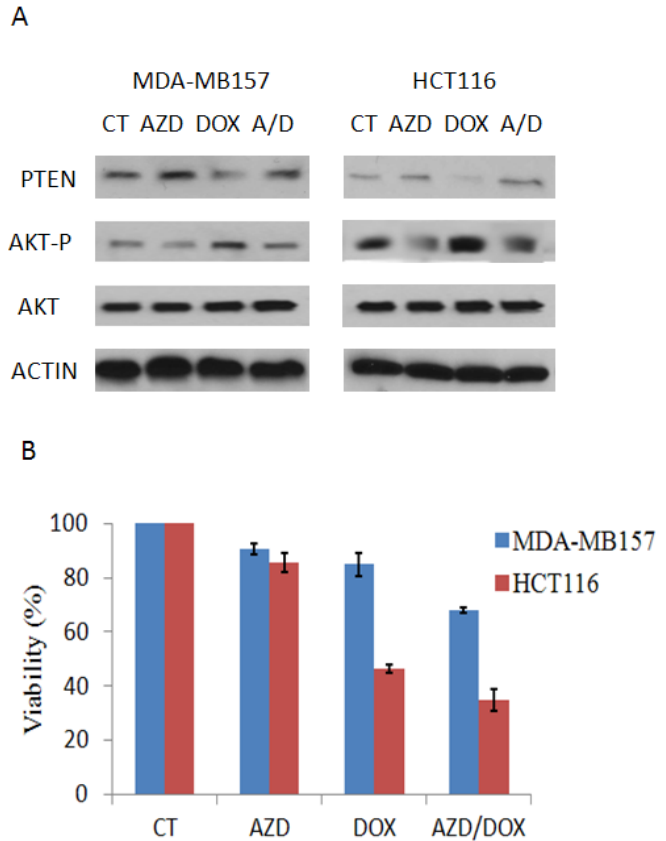 A
MDA-MB157 HCT116
CT AZD DOX A/D CT AZD DOX A/D
PTEN
AKT-P
AKT
ACTIN
B
100
80
60
40
20
0
Viability (%)
MDA-MB157
HCT116
CT AZD DOX AZD/DOX